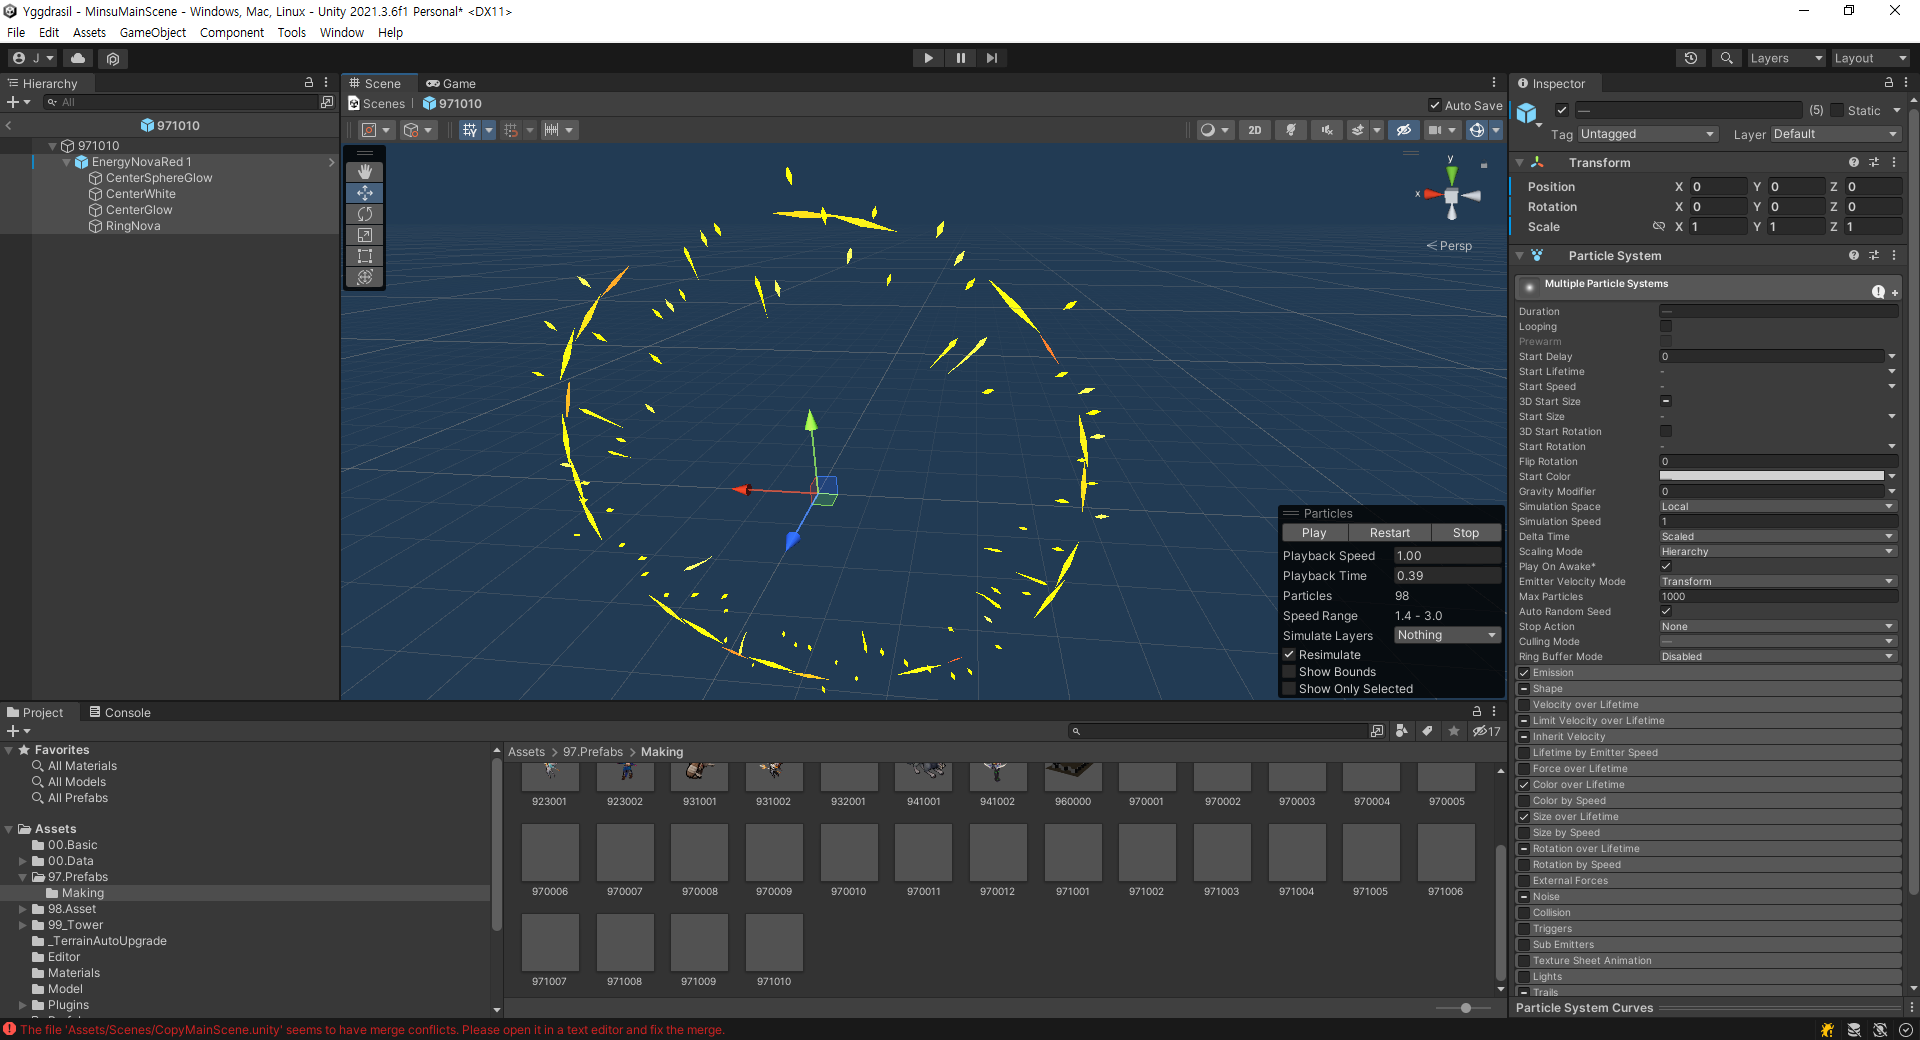 Yggdrasil - MinsuMainScene - Windows, Mac, Linux - Unity 2021.3.6f1 Personal* <DX11>
File Edit Assets GameObject Component Tools Window Help
J
Layers
Layout
Hierarchy
All
971010
971010
EnergyNovaRed 1
CenterSphereGlow
CenterWhite
CenterGlow
RingNova
Scene
Game
Scenes
971010
Auto Save
2D
y
x
Persp
Particles
Play Restart Stop
Playback Speed 1.00
Playback Time 0.39
Particles 98
Speed Range 1.4 - 3.0
Simulate Layers Nothing
Resimulate
Show Bounds
Show Only Selected
Inspector
— (5) Static
Tag Untagged Layer Default
Transform
Position X 0 Y 0 Z 0
Rotation X 0 Y 0 Z 0
Scale X 1 Y 1 Z 1
Particle System
Multiple Particle Systems
Duration —
Looping
Prewarm
Start Delay 0
Start Lifetime -
Start Speed -
3D Start Size
Start Size -
3D Start Rotation
Start Rotation -
Flip Rotation 0
Start Color
Gravity Modifier 0
Simulation Space Local
Simulation Speed 1
Delta Time Scaled
Scaling Mode Hierarchy
Play On Awake*
Emitter Velocity Mode Transform
Max Particles 1000
Auto Random Seed
Stop Action None
Culling Mode —
Ring Buffer Mode Disabled
Emission
Shape
Velocity over Lifetime
Limit Velocity over Lifetime
Inherit Velocity
Lifetime by Emitter Speed
Force over Lifetime
Color over Lifetime
Color by Speed
Size over Lifetime
Size by Speed
Rotation over Lifetime
Rotation by Speed
External Forces
Noise
Collision
Triggers
Sub Emitters
Texture Sheet Animation
Lights
Trails
Particle System Curves
Project
Console
17
Favorites
All Materials
All Models
All Prefabs
Assets
00.Basic
00.Data
97.Prefabs
Making
98.Asset
99_Tower
_TerrainAutoUpgrade
Editor
Materials
Model
Plugins
Assets > 97.Prefabs > Making
923001 923002 931001 931002 932001 941001 941002 960000 970001 970002 970003 970004 970005
970006 970007 970008 970009 970010 970011 970012 971001 971002 971003 971004 971005 971006
971007 971008 971009 971010
The file 'Assets/Scenes/CopyMainScene.unity' seems to have merge conflicts. Please open it in a text editor and fix the merge.